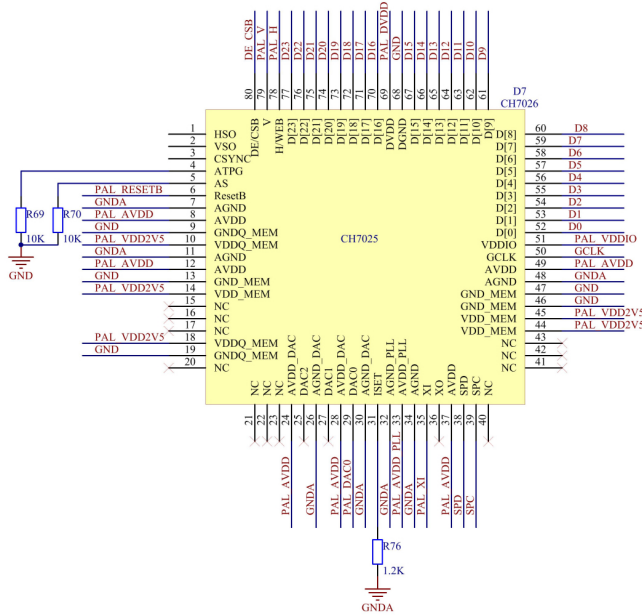 DE_CSB
PAL_V
PAL_H
D23
D22
D21
D20
D19
D18
D17
D16
PAL_DVDD
GND
D15
D14
D13
D12
D11
D10
D9
80
79
78
77
76
75
74
73
72
71
70
69
68
67
66
65
64
63
62
61
D7
CH7026
DE/CSB
V
H/WEB
D[23]
D[22]
D[21]
D[20]
D[19]
D[18]
D[17]
D[16]
DVDD
DGND
D[15]
D[14]
D[13]
D[12]
D[11]
D[10]
D[9]
1 HSO
2 VSO
3 CSYNC
4 ATPG
5 AS
PAL_RESETB 6 ResetB
GNDA 7 AGND
PAL_AVDD 8 AVDD
GND 9 GNDQ_MEM
PAL_VDD2V5 10 VDDQ_MEM
GNDA 11 AGND
PAL_AVDD 12 AVDD
GND 13 GND_MEM
PAL_VDD2V5 14 VDD_MEM
15 NC
16 NC
17 NC
PAL_VDD2V5 18 VDDQ_MEM
GND 19 GNDQ_MEM
20 NC
R69
10K
R70
10K
GND
CH7025
D[8] 60 D8
D[7] 59 D7
D[6] 58 D6
D[5] 57 D5
D[4] 56 D4
D[3] 55 D3
D[2] 54 D2
D[1] 53 D1
D[0] 52 D0
VDDIO 51 PAL_VDDIO
GCLK 50 GCLK
AVDD 49 PAL_AVDD
AGND 48 GNDA
GND_MEM 47 GND
GND_MEM 46 GND
VDD_MEM 45 PAL_VDD2V5
VDD_MEM 44 PAL_VDD2V5
NC 43
NC 42
NC 41
NC
NC
NC
AVDD_DAC
DAC2
AGND_DAC
DAC1
AVDD_DAC
DAC0
AGND_DAC
ISET
AGND_PLL
AVDD_PLL
AGND
XI
XO
AVDD
SPD
SPC
NC
21
22
23
24
25
26
27
28
29
30
31
32
33
34
35
36
37
38
39
40
PAL_AVDD
GNDA
PAL_AVDD
PAL_DAC0
GNDA
GNDA
PAL_AVDD_PLL
GNDA
PAL_XI
PAL_AVDD
SPD
SPC
R76
1.2K
GNDA